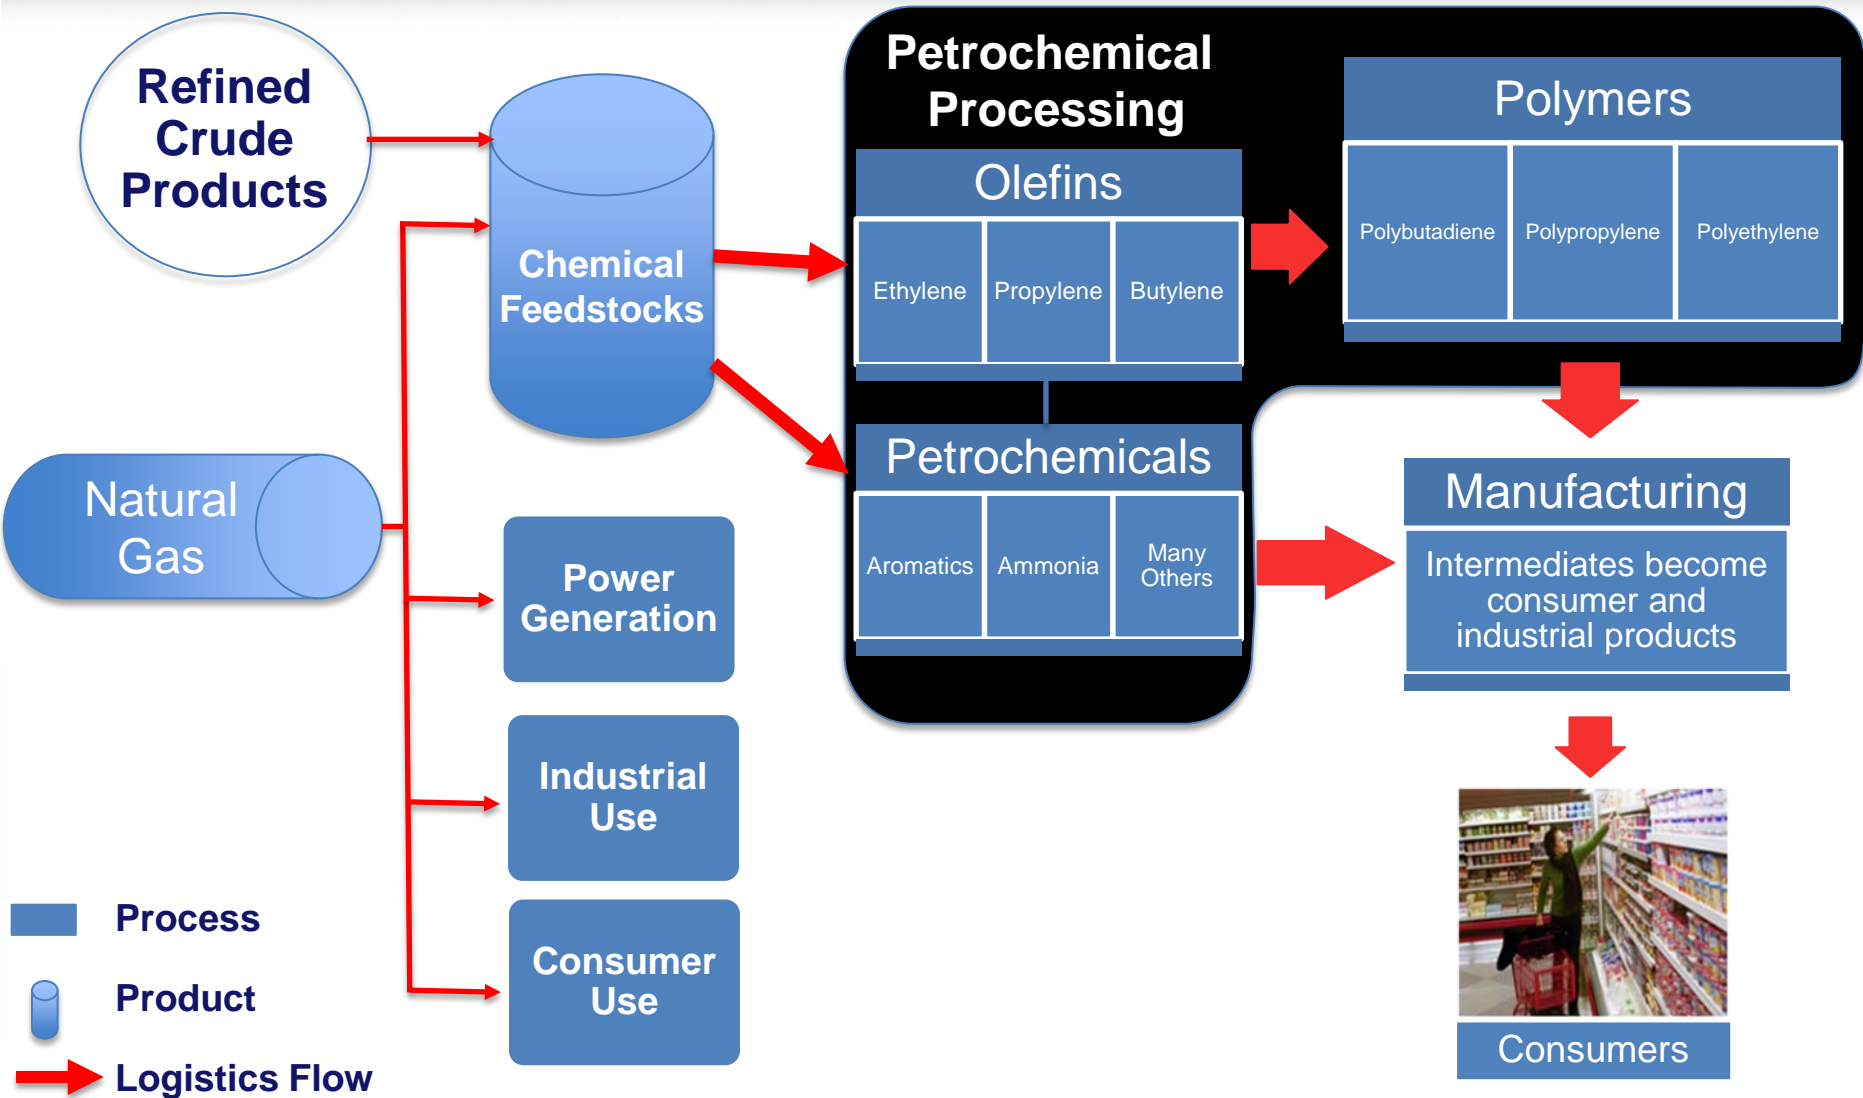 Refined
Crude
Products
Natural
Gas
Chemical
Feedstocks
Power
Generation
Industrial
Use
Consumer
Use
Petrochemical
Processing
Olefins
Ethylene
Propylene
Butylene
Petrochemicals
Aromatics
Ammonia
Many
Others
Polymers
Polybutadiene
Polypropylene
Polyethylene
Manufacturing
Intermediates become
consumer and
industrial products
Consumers
Process
Product
Logistics Flow